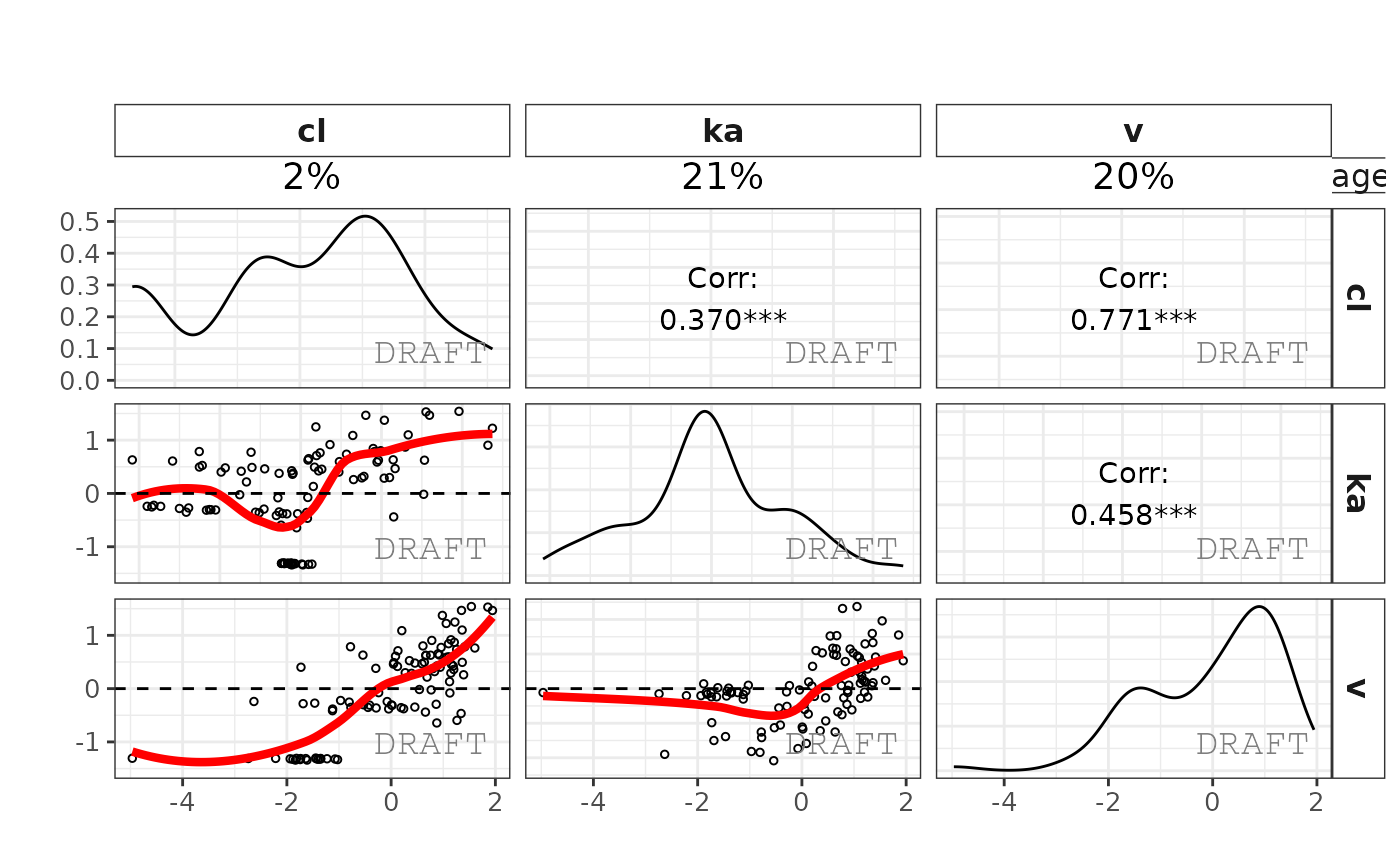 cl ka v
2% 21% 20% age
0.5
0.4
0.3
0.2
0.1
0.0
Corr:
0.370***
Corr:
0.771***
DRAFT DRAFT DRAFT
cl
1
0
-1
Corr:
0.458***
DRAFT DRAFT DRAFT
ka
1
0
-1
DRAFT DRAFT DRAFT
v
-4 -2 0 2 -4 -2 0 2 -4 -2 0 2